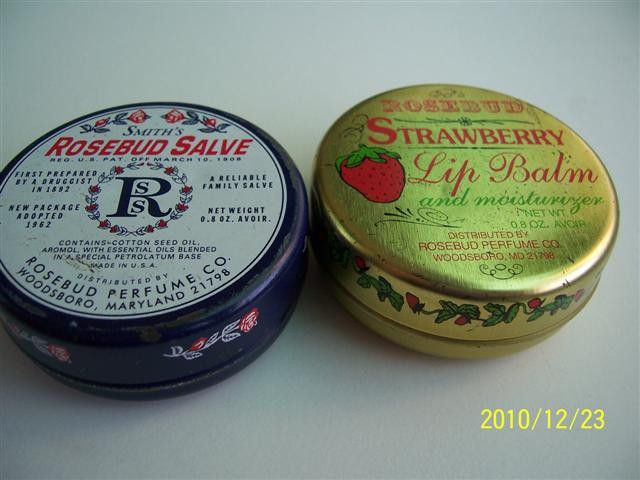 SMITH'S
ROSEBUD SALVE
REG. U.S. PAT. OFF MARCH 10, 1908
FIRST PREPARED
BY A DRUGGIST
IN 1892
NEW PACKAGE
ADOPTED
1962
RSS
A RELIABLE
FAMILY SALVE
NET WEIGHT
0.8 OZ. AVOIR.
CONTAINS-COTTON SEED OIL,
AROMOL, WITH ESSENTIAL OILS BLENDED
IN A SPECIAL PETROLATUM BASE
MADE IN U.S.A.
DISTRIBUTED BY
ROSEBUD PERFUME CO.
WOODSBORO, MARYLAND 21798
ROSEBUD
STRAWBERRY
Lip Balm
and moisturizer
NET WT.
0.8 OZ. AVOIR
DISTRIBUTED BY
ROSEBUD PERFUME CO.
WOODSBORO, MD 21798
2010/12/23